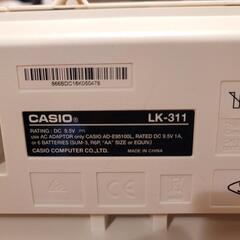 866BDC16K050478
CASIO® LK-311
RATING : DC 9.5V
use AC ADAPTOR only CASIO AD-E95100L, RATED DC 9.5V 1A,
or 6 BATTERIES (SUM-3, R6P, "AA" SIZE or EQUIV.)
CASIO COMPUTER CO.,LTD. MADE IN CHINA